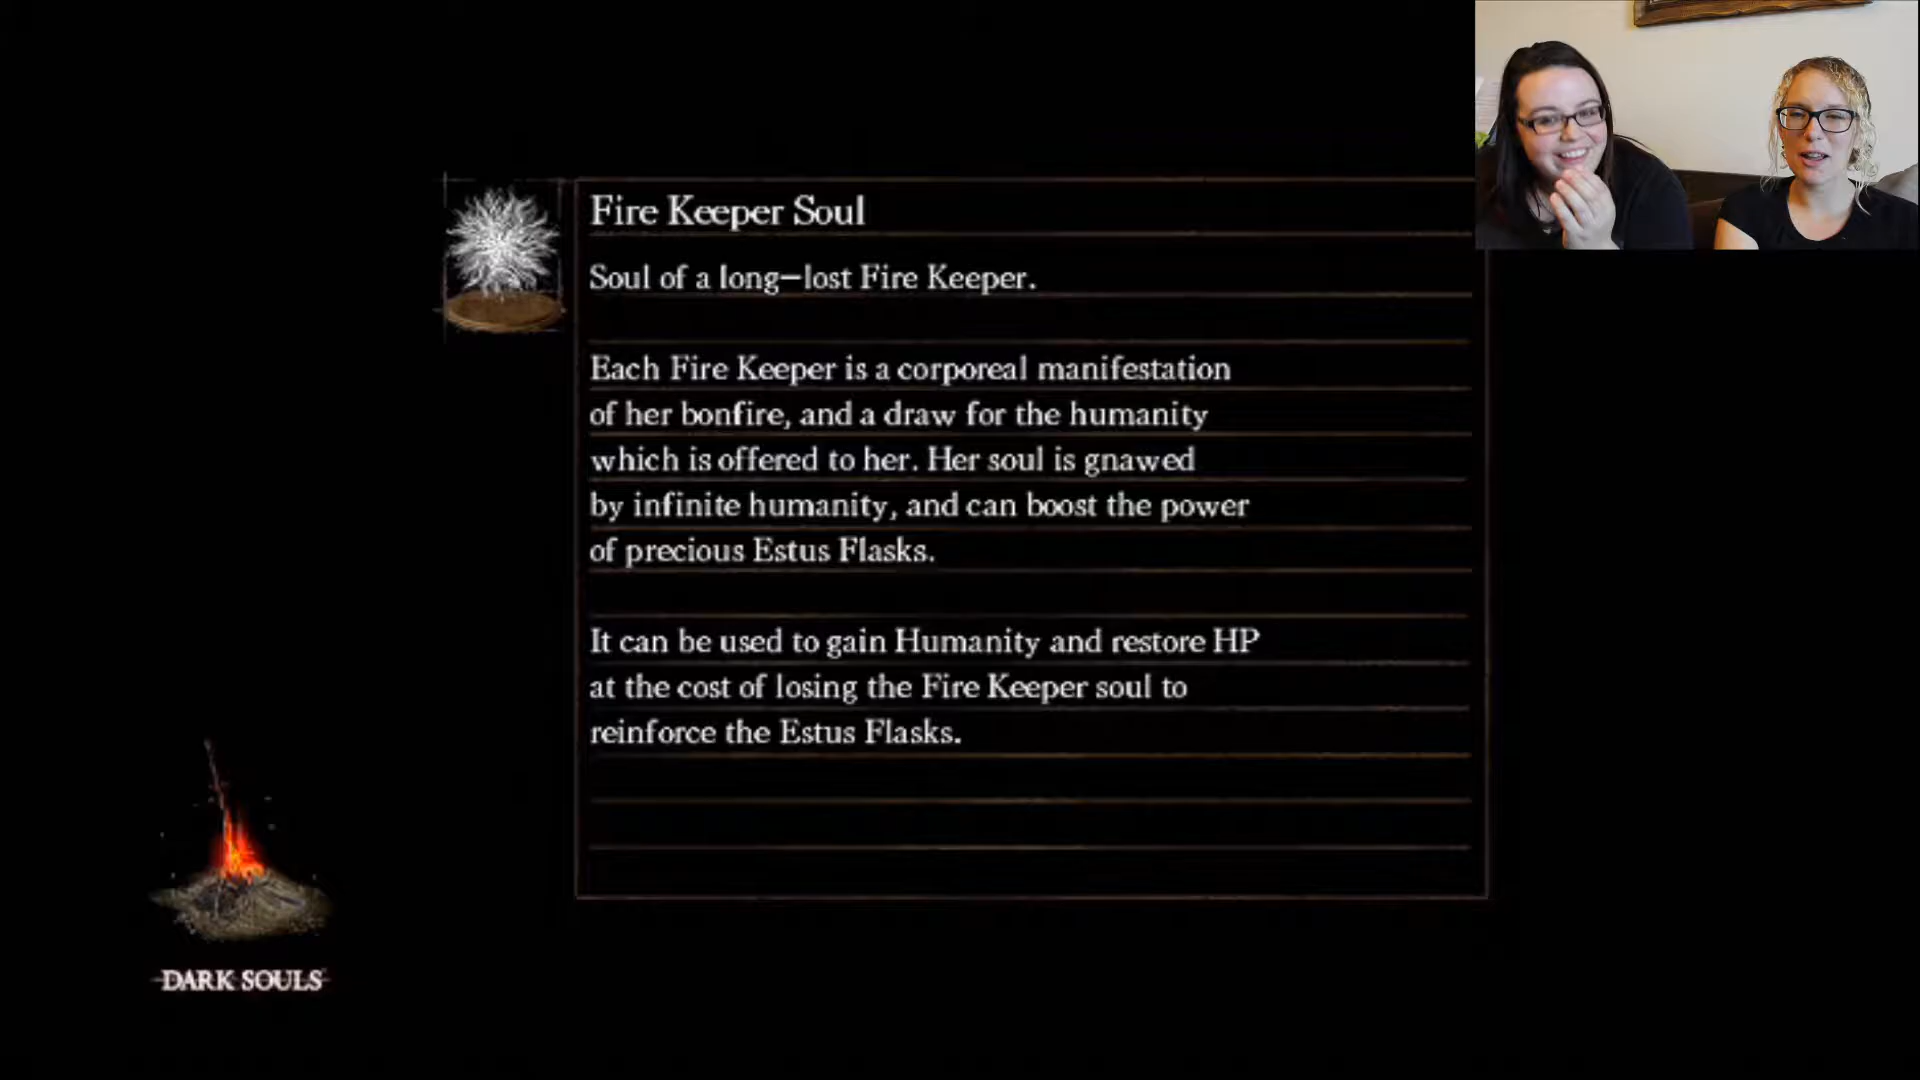 Fire Keeper Soul
Soul of a long—lost Fire Keeper.
Each Fire Keeper is a corporeal manifestation
of her bonfire, and a draw for the humanity
which is offered to her. Her soul is gnawed
by infinite humanity, and can boost the power
of precious Estus Flasks.
It can be used to gain Humanity and restore HP
at the cost of losing the Fire Keeper soul to
reinforce the Estus Flasks.
DARK SOULS